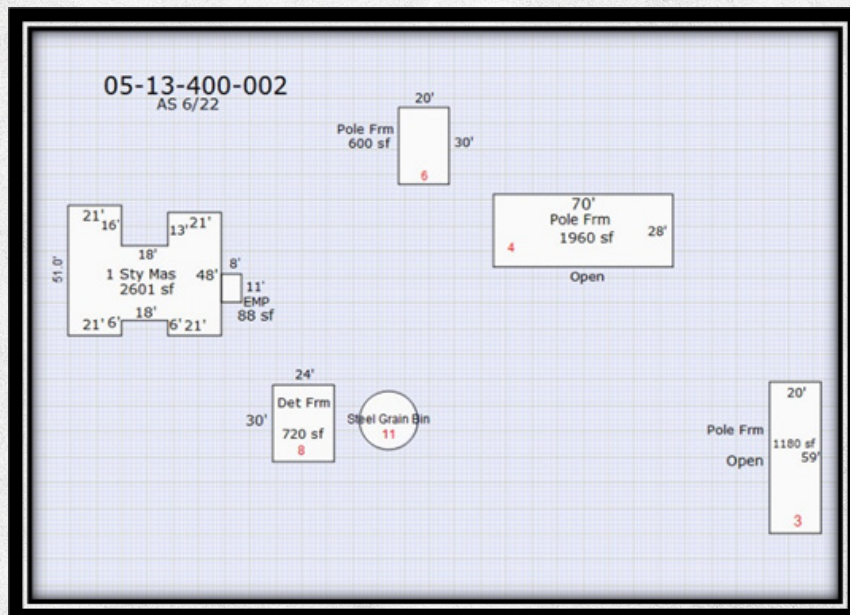 05-13-400-002
AS 6/22
20'
Pole Frm
600 sf
30'
6
70'
Pole Frm
1960 sf
28'
4
Open
21'
16'
13'
21'
18'
51.0'
1 Sty Mas
2601 sf
48'
8'
11'
EMP
88 sf
18'
21'
6'
6'
21'
24'
Det Frm
30'
720 sf
8
Steel Grain Bin
11
20'
Pole Frm
1180 sf
59'
Open
3